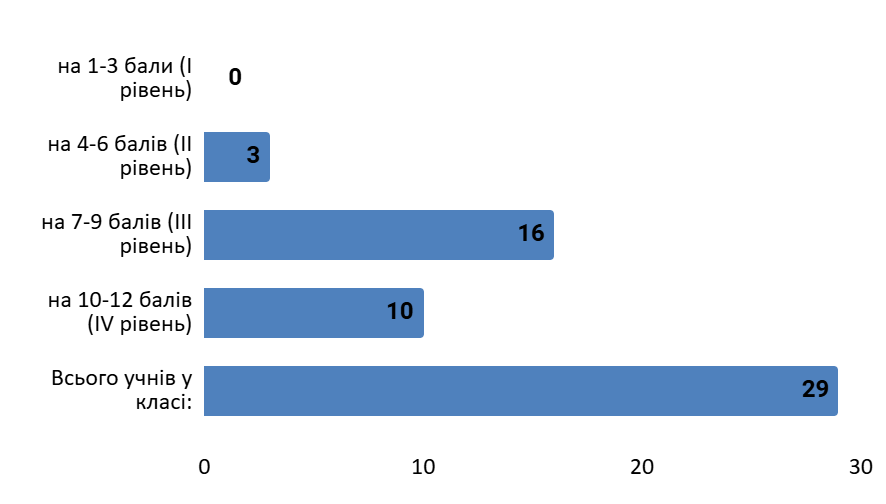 на 1-3 бали (І
рівень)
0
на 4-6 балів (ІІ
рівень)
3
на 7-9 балів (ІІІ
рівень)
16
на 10-12 балів
(IV рівень)
10
Всього учнів у
класі:
29
0 10 20 30